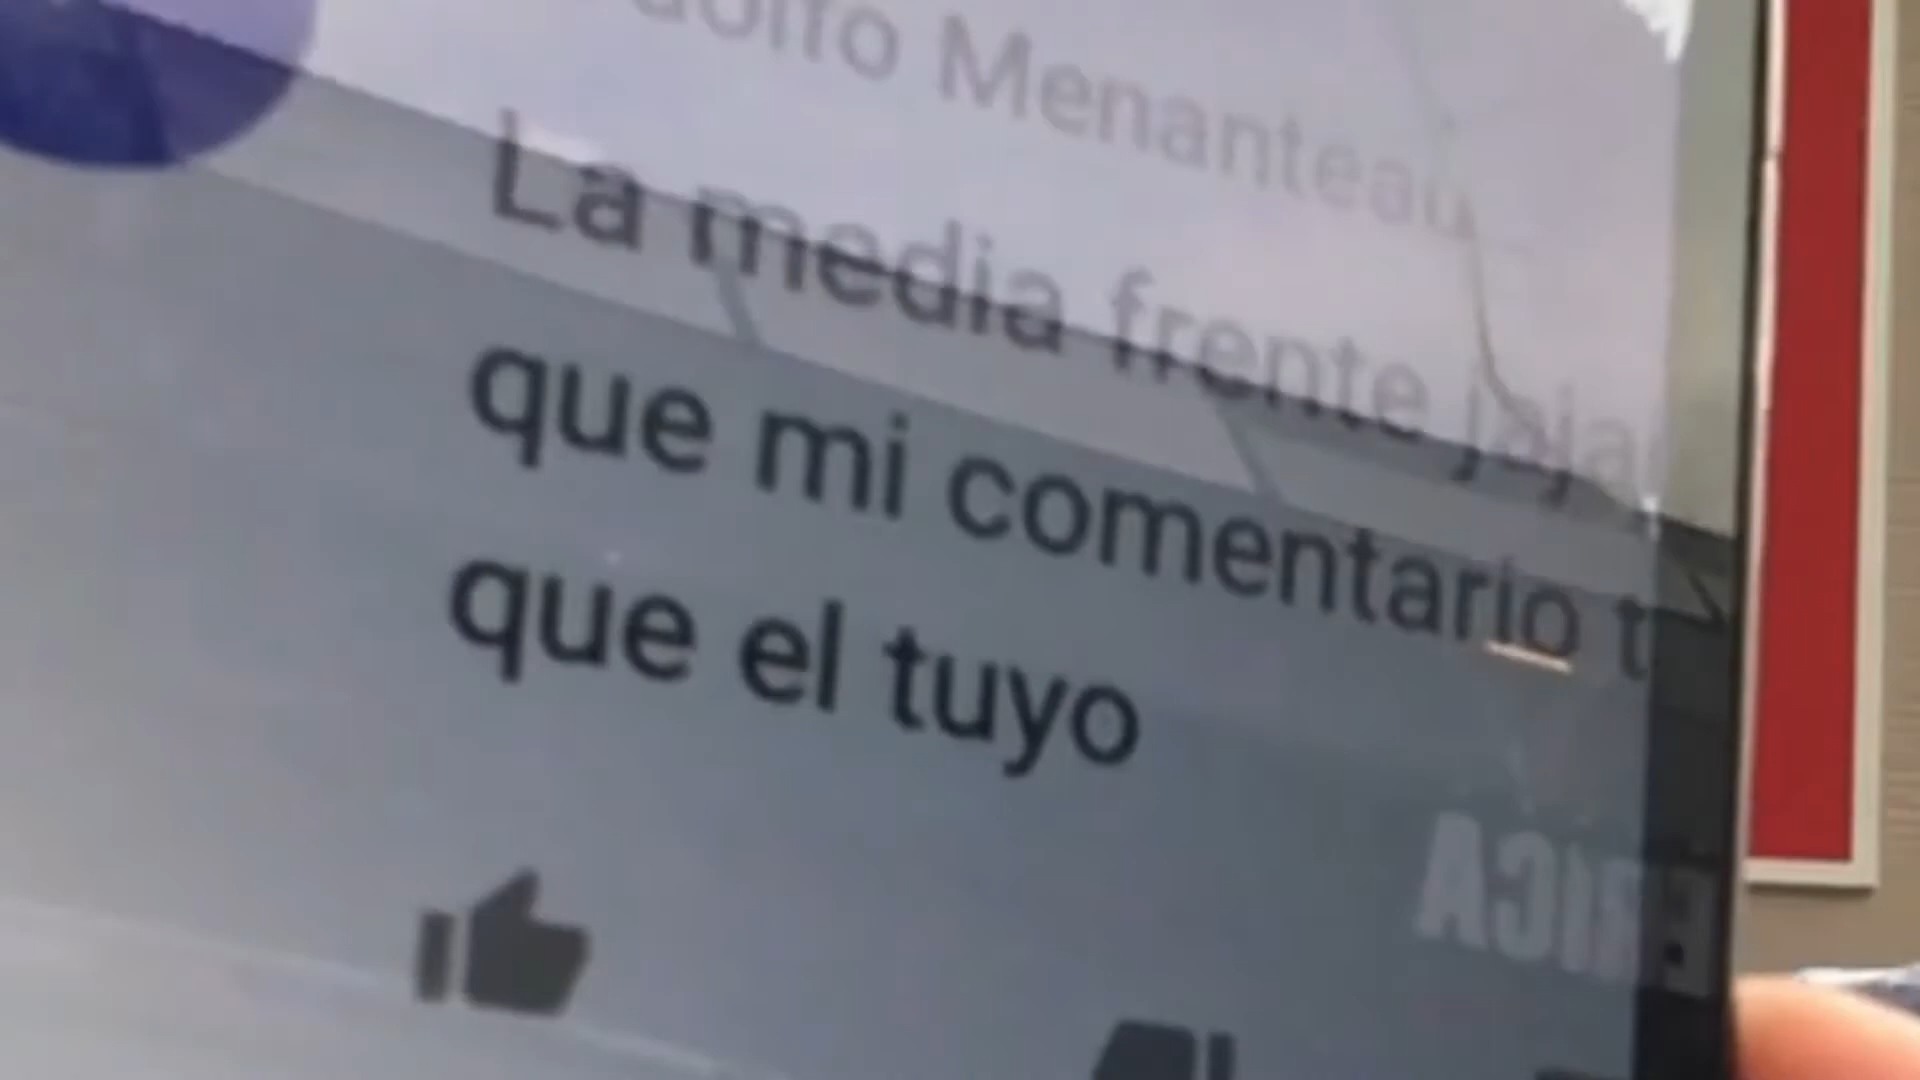 Menanteau
La media frente jaja
que mi comentario t
que el tuyo